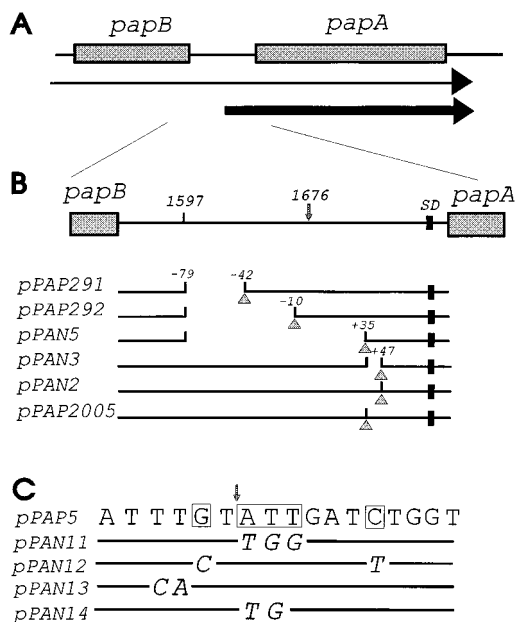 A
papB papA
B
papB 1597 1676 SD papA
pPAP291 -79 -42
pPAP292 -10
pPAN5 +35
pPAN3 +47
pPAN2
pPAP2005
C
pPAP5 A T T T G T A T T G A T C T G G T
pPAN11 T G G
pPAN12 C T
pPAN13 C A
pPAN14 T G